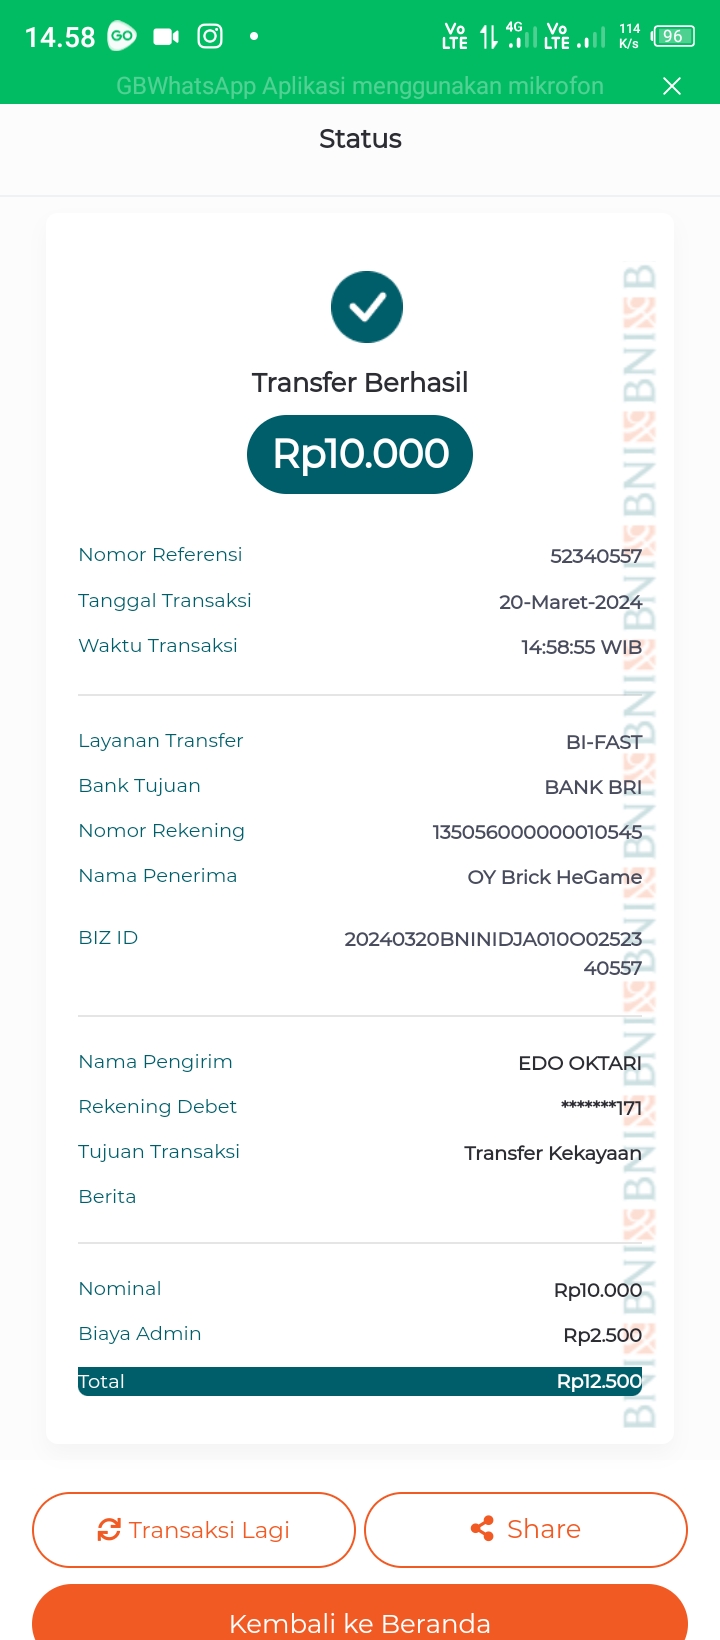 14.58 GO Vo LTE 4G Vo LTE 114 K/s 96
GBWhatsApp Aplikasi menggunakan mikrofon
Status
Transfer Berhasil
Rp10.000
Nomor Referensi 52340557
Tanggal Transaksi 20-Maret-2024
Waktu Transaksi 14:58:55 WIB
Layanan Transfer BI-FAST
Bank Tujuan BANK BRI
Nomor Rekening 135056000000010545
Nama Penerima OY Brick HeGame
BIZ ID 20240320BNINIDJA010O02523
40557
Nama Pengirim EDO OKTARI
Rekening Debet *******171
Tujuan Transaksi Transfer Kekayaan
Berita
Nominal Rp10.000
Biaya Admin Rp2.500
Total Rp12.500
BNI BNI BNI BNI BNI BNI BNI BNI BNI BNI B
Transaksi Lagi
Share
Kembali ke Beranda